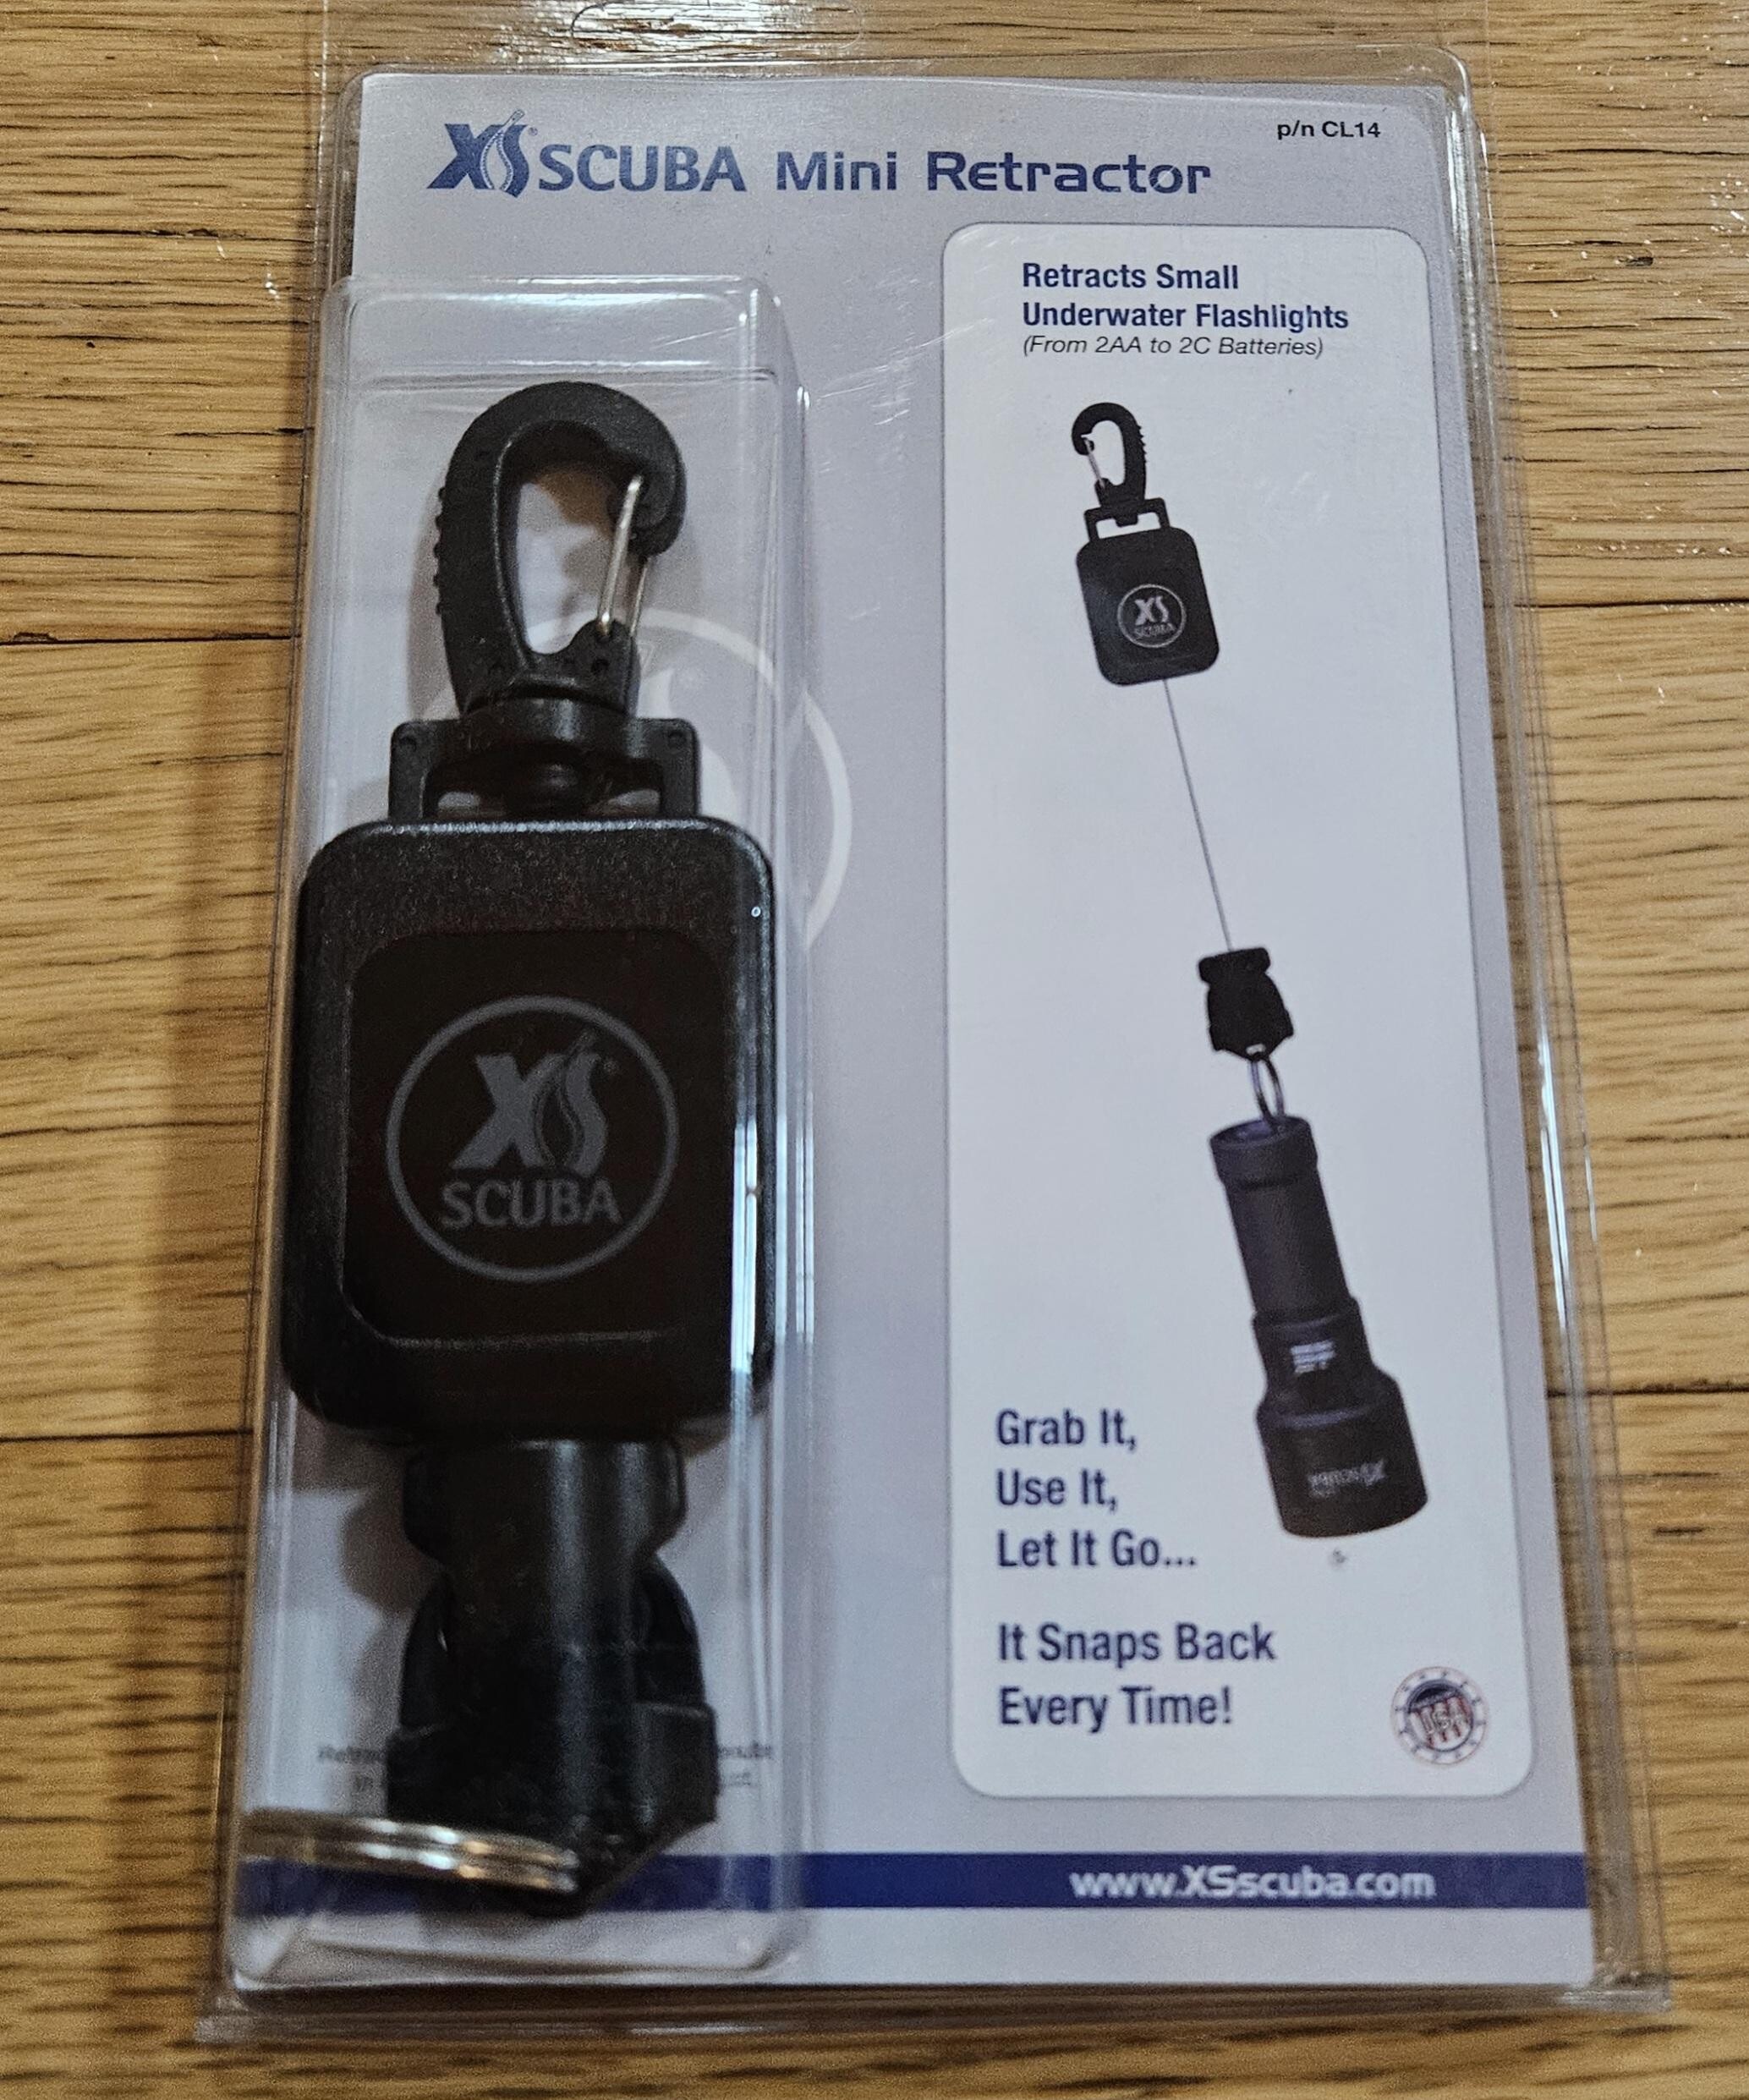 XS SCUBA Mini Retractor
p/n CL14
Retracts Small
Underwater Flashlights
(From 2AA to 2C Batteries)
XS
SCUBA
XS
SCUBA
Grab It,
Use It,
Let It Go...
It Snaps Back
Every Time!
USA
www.XSscuba.com